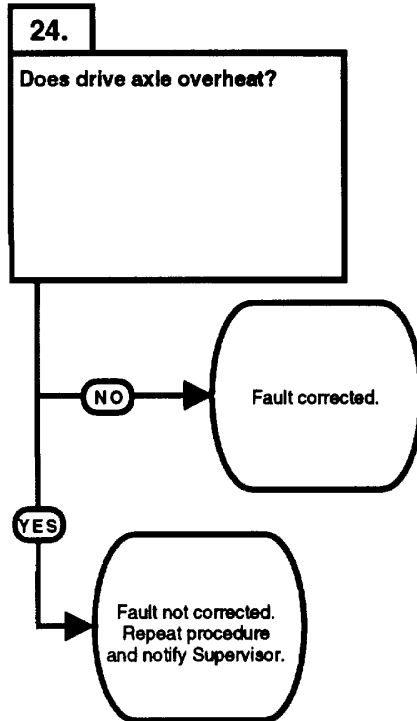 24.
Does drive axle overheat?
NO
Fault corrected.
YES
Fault not corrected.
Repeat procedure
and notify Supervisor.